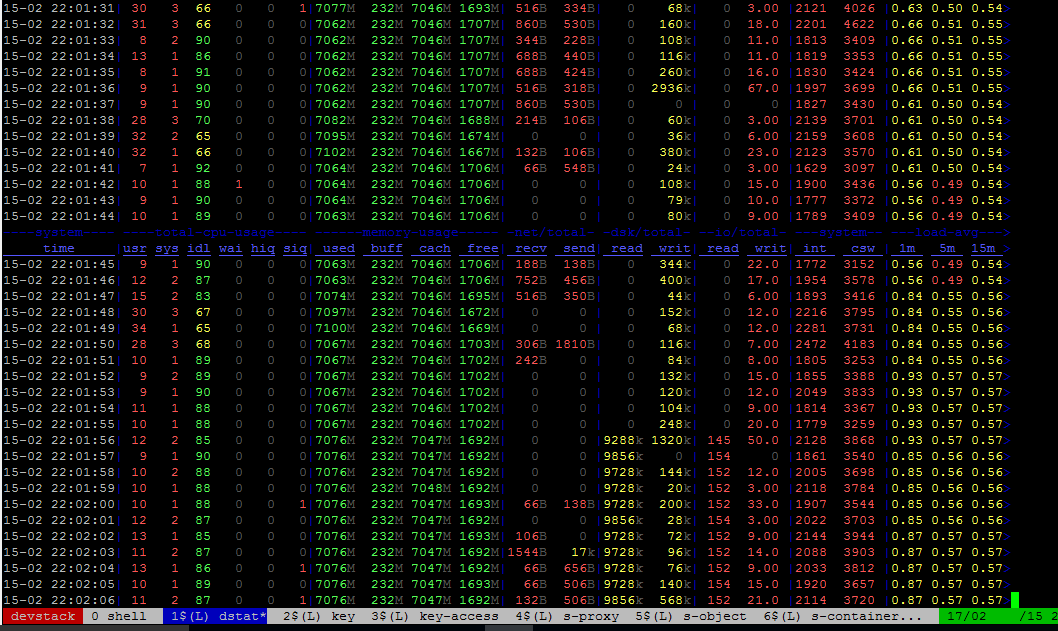 15-02 22:01:31| 30 3 66 0 0 1|7077M 232M 7046M 1693M| 516B 334B| 0 68k| 0 3.00 |2121 4026 |0.63 0.50 0.54>
15-02 22:01:32| 31 3 66 0 0 0|7062M 232M 7046M 1707M| 860B 530B| 0 160k| 0 18.0 |2201 4622 |0.66 0.51 0.55>
15-02 22:01:33| 8 2 90 0 0 0|7062M 232M 7046M 1707M| 344B 228B| 0 108k| 0 11.0 |1813 3409 |0.66 0.51 0.55>
15-02 22:01:34| 13 1 86 0 0 0|7062M 232M 7046M 1707M| 688B 440B| 0 116k| 0 11.0 |1819 3353 |0.66 0.51 0.55>
15-02 22:01:35| 8 1 91 0 0 0|7062M 232M 7046M 1707M| 688B 424B| 0 260k| 0 16.0 |1830 3424 |0.66 0.51 0.55>
15-02 22:01:36| 9 1 90 0 0 0|7062M 232M 7046M 1707M| 516B 318B| 0 2936k| 0 67.0 |1997 3699 |0.66 0.51 0.55>
15-02 22:01:37| 9 1 90 0 0 0|7062M 232M 7046M 1707M| 860B 530B| 0 0 | 0 0 |1827 3430 |0.61 0.50 0.54>
15-02 22:01:38| 28 3 70 0 0 0|7082M 232M 7046M 1688M| 214B 106B| 0 60k| 0 3.00 |2139 3701 |0.61 0.50 0.54>
15-02 22:01:39| 32 2 65 0 0 0|7095M 232M 7046M 1674M| 0 0 | 0 36k| 0 6.00 |2159 3608 |0.61 0.50 0.54>
15-02 22:01:40| 32 1 66 0 0 0|7102M 232M 7046M 1667M| 132B 106B| 0 380k| 0 23.0 |2123 3570 |0.61 0.50 0.54>
15-02 22:01:41| 7 1 92 0 0 0|7064M 232M 7046M 1706M| 66B 548B| 0 24k| 0 3.00 |1629 3097 |0.61 0.50 0.54>
15-02 22:01:42| 10 1 88 1 0 0|7064M 232M 7046M 1706M| 0 0 | 0 108k| 0 15.0 |1900 3436 |0.56 0.49 0.54>
15-02 22:01:43| 9 1 90 0 0 0|7064M 232M 7046M 1706M| 0 0 | 0 79k| 0 10.0 |1777 3372 |0.56 0.49 0.54>
15-02 22:01:44| 10 1 89 0 0 0|7063M 232M 7046M 1706M| 0 0 | 0 80k| 0 9.00 |1789 3409 |0.56 0.49 0.54>
----system---- ----total-cpu-usage---- ------memory-usage----- -net/total- -dsk/total- --io/total- ---system-- ---load-avg--->
time |usr sys idl wai hiq siq| used buff cache free| recv send| read writ| read writ| int csw | 1m 5m 15m >
15-02 22:01:45| 9 1 90 0 0 0|7063M 232M 7046M 1706M| 188B 138B| 0 344k| 0 22.0 |1772 3152 |0.56 0.49 0.54>
15-02 22:01:46| 12 2 87 0 0 0|7063M 232M 7046M 1706M| 752B 456B| 0 400k| 0 17.0 |1954 3578 |0.56 0.49 0.54>
15-02 22:01:47| 15 2 83 0 0 0|7074M 232M 7046M 1695M| 516B 350B| 0 44k| 0 6.00 |1893 3416 |0.84 0.55 0.56>
15-02 22:01:48| 30 3 67 0 0 0|7097M 232M 7046M 1672M| 0 0 | 0 152k| 0 12.0 |2216 3795 |0.84 0.55 0.56>
15-02 22:01:49| 34 1 65 0 0 0|7100M 232M 7046M 1669M| 0 0 | 0 68k| 0 12.0 |2281 3731 |0.84 0.55 0.56>
15-02 22:01:50| 28 3 68 0 0 0|7067M 232M 7046M 1703M| 306B 1810B| 0 116k| 0 7.00 |2472 4183 |0.84 0.55 0.56>
15-02 22:01:51| 10 1 89 0 0 0|7067M 232M 7046M 1702M| 242B 0 | 0 84k| 0 8.00 |1805 3253 |0.84 0.55 0.56>
15-02 22:01:52| 9 2 89 0 0 0|7067M 232M 7046M 1702M| 0 0 | 0 132k| 0 15.0 |1855 3388 |0.93 0.57 0.57>
15-02 22:01:53| 9 1 90 0 0 0|7067M 232M 7046M 1702M| 0 0 | 0 120k| 0 12.0 |2049 3833 |0.93 0.57 0.57>
15-02 22:01:54| 11 1 88 0 0 0|7067M 232M 7046M 1702M| 0 0 | 0 104k| 0 9.00 |1814 3367 |0.93 0.57 0.57>
15-02 22:01:55| 10 1 88 0 0 0|7067M 232M 7046M 1702M| 0 0 | 0 248k| 0 20.0 |1779 3259 |0.93 0.57 0.57>
15-02 22:01:56| 12 2 85 0 0 0|7076M 232M 7047M 1692M| 0 0 |9288k 1320k| 145 50.0 |2128 3868 |0.93 0.57 0.57>
15-02 22:01:57| 9 1 90 0 0 0|7076M 232M 7047M 1692M| 0 0 |9856k 0 | 154 0 |1861 3540 |0.85 0.56 0.56>
15-02 22:01:58| 10 2 88 0 0 0|7076M 232M 7047M 1692M| 0 0 |9728k 144k| 152 12.0 |2005 3698 |0.85 0.56 0.56>
15-02 22:01:59| 10 1 88 0 0 0|7076M 232M 7048M 1692M| 0 0 |9728k 20k| 152 3.00 |2118 3784 |0.85 0.56 0.56>
15-02 22:02:00| 10 1 88 0 0 1|7076M 232M 7047M 1693M| 66B 138B|9728k 200k| 152 33.0 |1907 3544 |0.85 0.56 0.56>
15-02 22:02:01| 12 2 87 0 0 0|7076M 232M 7047M 1692M| 0 0 |9856k 28k| 154 3.00 |2022 3703 |0.85 0.56 0.56>
15-02 22:02:02| 13 1 85 0 0 0|7076M 232M 7047M 1693M| 106B 0 |9728k 72k| 152 9.00 |2144 3944 |0.87 0.57 0.57>
15-02 22:02:03| 11 2 87 0 0 0|7076M 232M 7047M 1692M|1544B 17k|9728k 96k| 152 14.0 |2088 3903 |0.87 0.57 0.57>
15-02 22:02:04| 13 1 86 0 0 1|7076M 232M 7047M 1692M| 66B 656B|9728k 76k| 152 9.00 |2033 3812 |0.87 0.57 0.57>
15-02 22:02:05| 10 1 89 0 0 0|7076M 232M 7047M 1692M| 66B 506B|9728k 140k| 154 15.0 |1920 3657 |0.87 0.57 0.57>
15-02 22:02:06| 11 2 87 0 0 1|7076M 232M 7047M 1692M| 66B 506B|9856k 568k| 154 21.0 |2114 3720 |0.87 0.57 0.57>
devstack 0 shell 1$(L) dstat* 2$(L) key 3$(L) key-access 4$(L) s-proxy 5$(L) s-object 6$(L) s-container... 17/02 /15 2